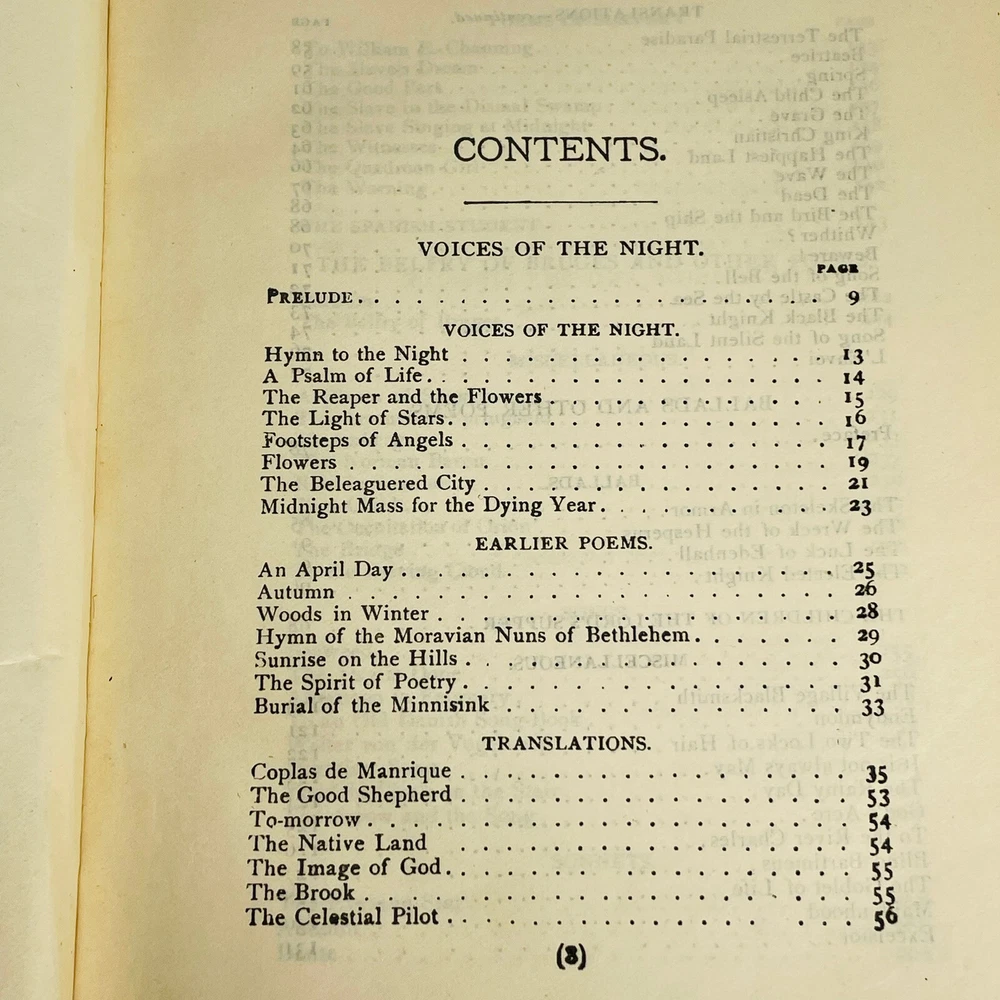 CONTENTS.
VOICES OF THE NIGHT.
PAGE
PRELUDE . . . . . . . . . . . . . . . . . . . . . . 9
VOICES OF THE NIGHT.
Hymn to the Night . . . . . . . . . . . . . . . . 13
A Psalm of Life . . . . . . . . . . . . . . . . . . 14
The Reaper and the Flowers . . . . . . . . . . . . 15
The Light of Stars . . . . . . . . . . . . . . . . . 16
Footsteps of Angels . . . . . . . . . . . . . . . . 17
Flowers . . . . . . . . . . . . . . . . . . . . . 19
The Beleaguered City . . . . . . . . . . . . . . . 21
Midnight Mass for the Dying Year . . . . . . . . . . 23
EARLIER POEMS.
An April Day . . . . . . . . . . . . . . . . . . . 25
Autumn . . . . . . . . . . . . . . . . . . . . . 26
Woods in Winter . . . . . . . . . . . . . . . . . 28
Hymn of the Moravian Nuns of Bethlehem . . . . . . . 29
Sunrise on the Hills . . . . . . . . . . . . . . . . 30
The Spirit of Poetry . . . . . . . . . . . . . . . . 31
Burial of the Minnisink . . . . . . . . . . . . . . 33
TRANSLATIONS.
Coplas de Manrique . . . . . . . . . . . . . . . . 35
The Good Shepherd . . . . . . . . . . . . . . . . 53
To-morrow . . . . . . . . . . . . . . . . . . . . 54
The Native Land . . . . . . . . . . . . . . . . . 54
The Image of God . . . . . . . . . . . . . . . . . 55
The Brook . . . . . . . . . . . . . . . . . . . . 55
The Celestial Pilot . . . . . . . . . . . . . . . . 56
(3)